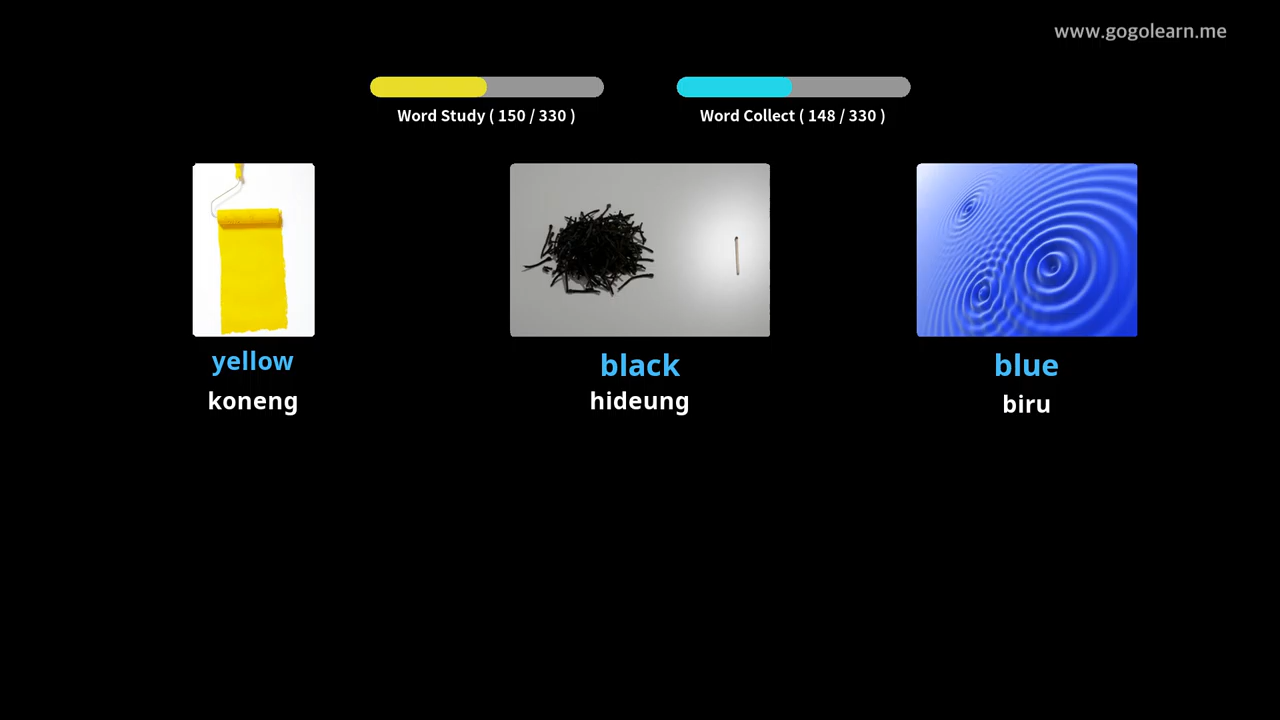 www.gogolearn.me
Word Study ( 150 / 330 )
Word Collect ( 148 / 330 )
yellow
koneng
black
hideung
blue
biru